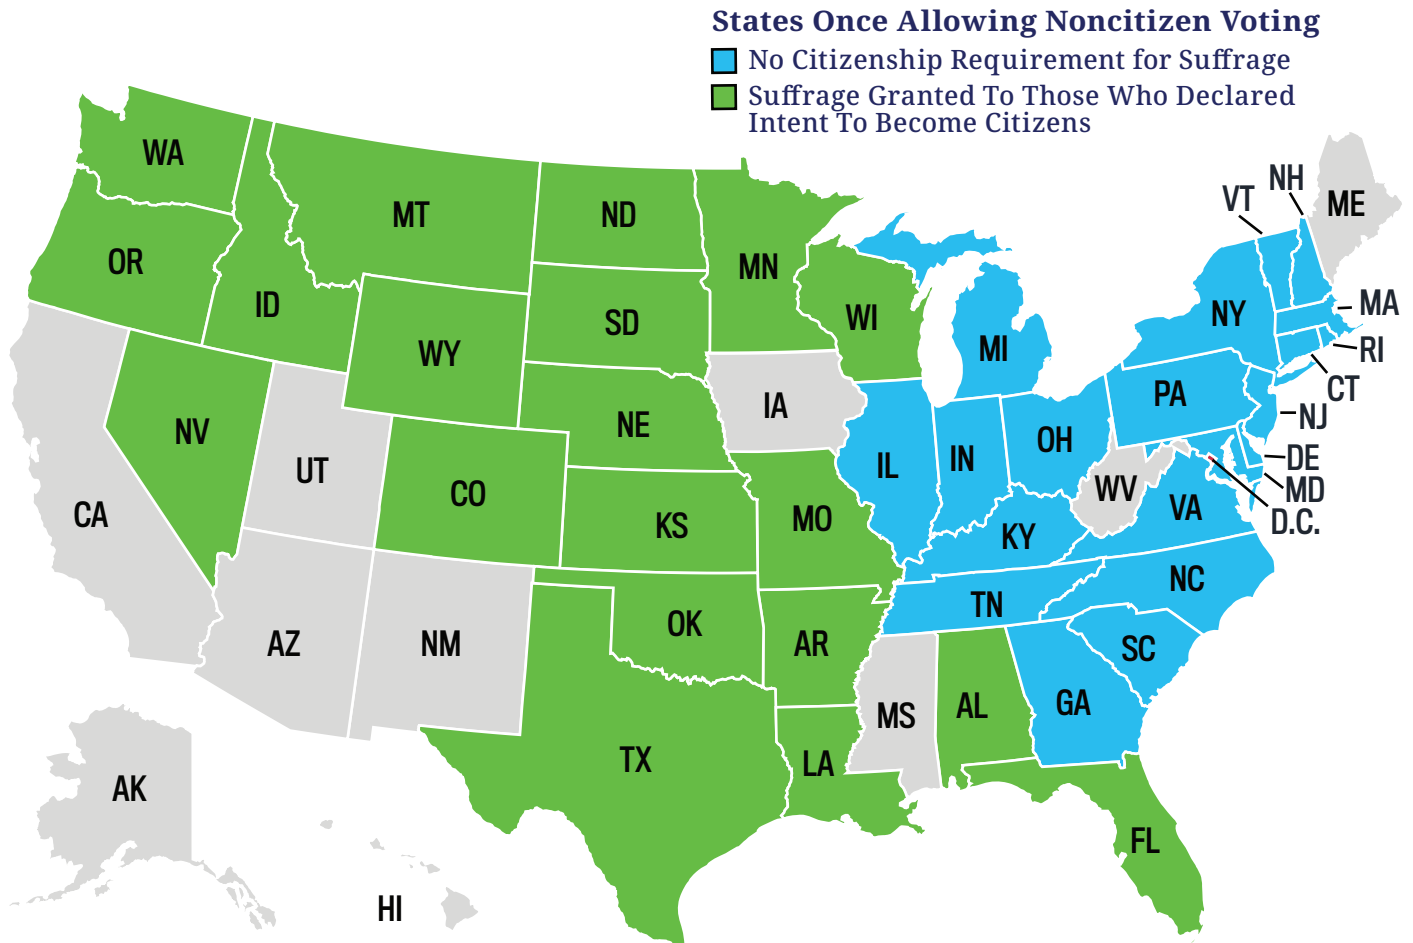 States Once Allowing Noncitizen Voting
No Citizenship Requirement for Suffrage
Suffrage Granted To Those Who Declared
Intent To Become Citizens
WA
MT
ND
MN
OR
ID
SD
WI
WY
MI
NH
VT
ME
NY
MA
RI
CT
NV
NE
IA
PA
NJ
UT
CO
IL
IN
OH
DE
MD
D.C.
CA
KS
MO
WV
VA
KY
NC
TN
AZ
NM
OK
AR
SC
MS
AL
GA
TX
LA
AK
FL
HI